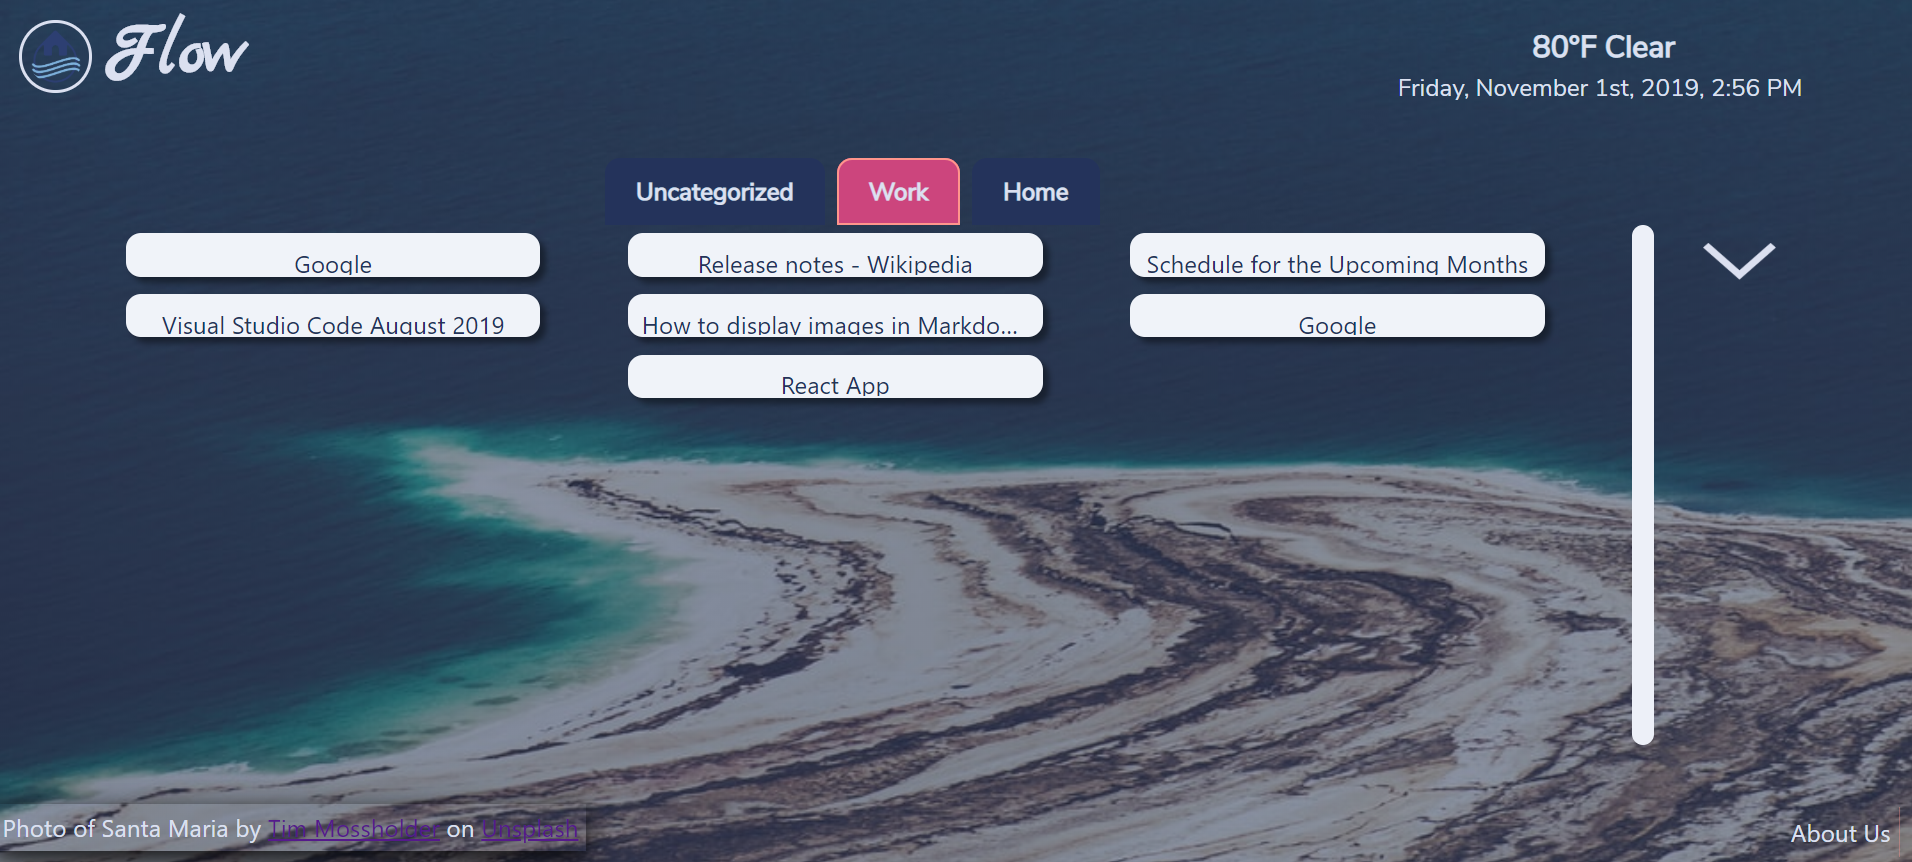 Flow
80°F Clear
Friday, November 1st, 2019, 2:56 PM
Uncategorized
Work
Home
Google
Release notes - Wikipedia
Schedule for the Upcoming Months
Visual Studio Code August 2019
How to display images in Markdo...
Google
React App
Photo of Santa Maria by Tim Mossholder on Unsplash
About Us